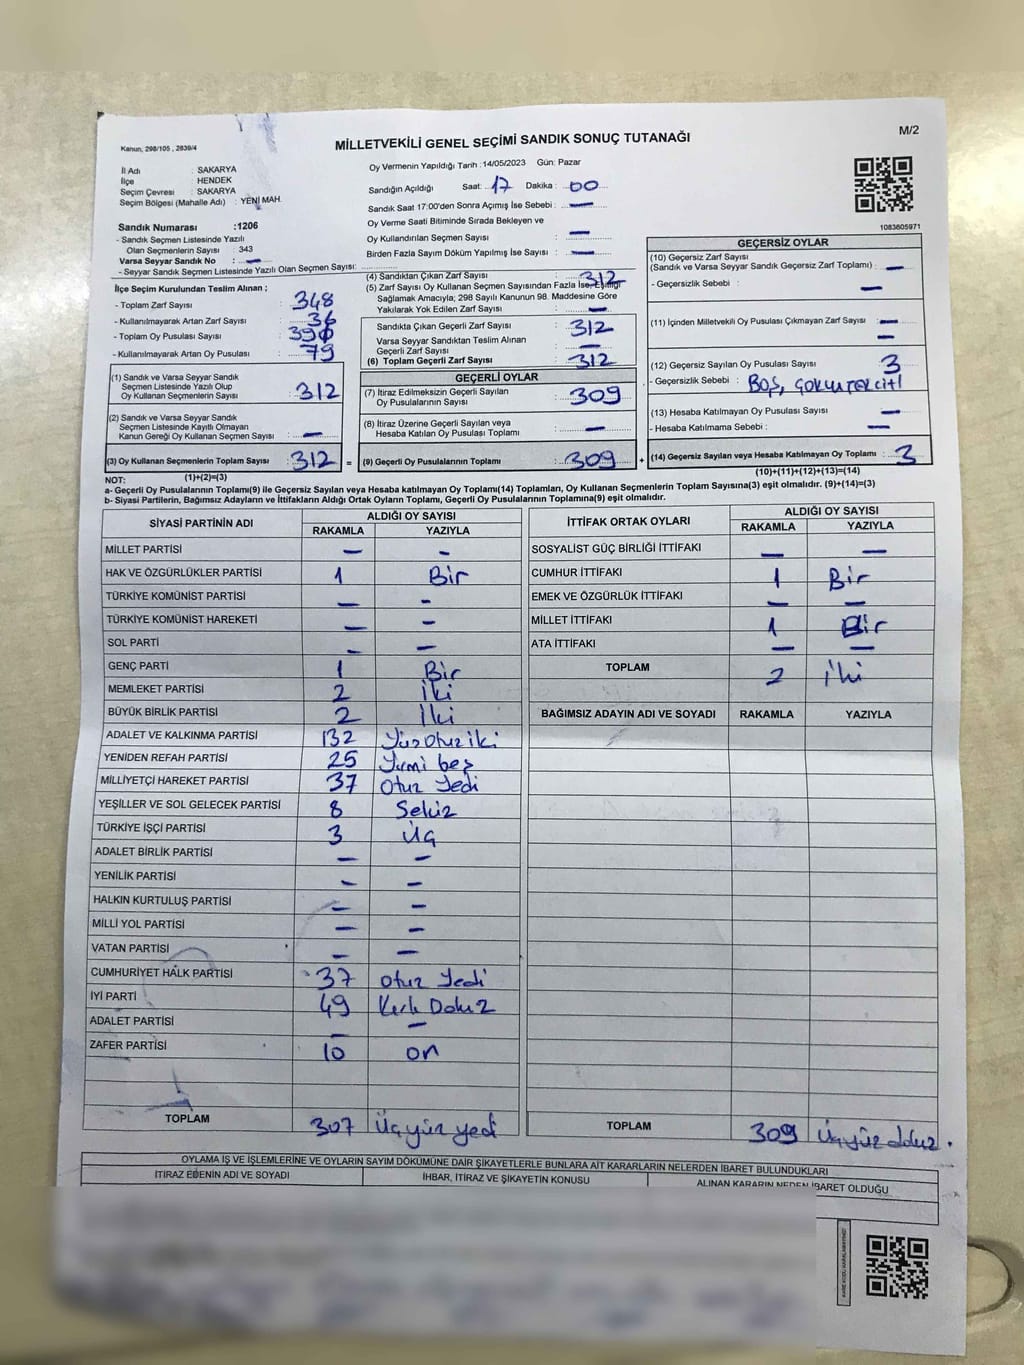 Kanun, 298/105 , 2839/4
MİLLETVEKİLİ GENEL SEÇİMİ SANDIK SONUÇ TUTANAĞI
M/2
İl Adı : SAKARYA
İlçe : HENDEK
Seçim Çevresi : SAKARYA
Seçim Bölgesi (Mahalle Adı) : YENİ MAH.
Sandık Numarası :1206
- Sandık Seçmen Listesinde Yazılı
Olan Seçmenlerin Sayısı : 343
Varsa Seyyar Sandık No : —
- Seyyar Sandık Seçmen Listesinde Yazılı Olan Seçmen Sayısı:
Oy Vermenin Yapıldığı Tarih : 14/05/2023 Gün: Pazar
Sandığın Açıldığı Saat: 17 Dakika : 00
Sandık Saat 17:00'den Sonra Açımış İse Sebebi : —
Oy Verme Saati Bitiminde Sırada Bekleyen ve
Oy Kullandırılan Seçmen Sayısı : —
Birden Fazla Sayım Döküm Yapılmış İse Sayısı : —
1083605971
İlçe Seçim Kurulundan Teslim Alınan ;
- Toplam Zarf Sayısı : 348
- Kullanılmayarak Artan Zarf Sayısı : 36
- Toplam Oy Pusulası Sayısı : 390
- Kullanılmayarak Artan Oy Pusulası : 79
(1) Sandık ve Varsa Seyyar Sandık
Seçmen Listesinde Yazılı Olup
Oy Kullanan Seçmenlerin Sayısı : 312
(2) Sandık ve Varsa Seyyar Sandık
Seçmen Listesinde Kayıtlı Olmayan
Kanun Gereği Oy Kullanan Seçmen Sayısı : —
(3) Oy Kullanan Seçmenlerin Toplam Sayısı : 312 =
(1)+(2)=(3)
(4) Sandıktan Çıkan Zarf Sayısı : 312
(5) Zarf Sayısı Oy Kullanan Seçmen Sayısından Fazla İse, Eşitliği
Sağlamak Amacıyla; 298 Sayılı Kanunun 98. Maddesine Göre
Yakılarak Yok Edilen Zarf Sayısı : —
Sandıkta Çıkan Geçerli Zarf Sayısı : 312
Varsa Seyyar Sandıktan Teslim Alınan
Geçerli Zarf Sayısı : —
(6) Toplam Geçerli Zarf Sayısı : 312
GEÇERLİ OYLAR
(7) İtiraz Edilmeksizin Geçerli Sayılan
Oy Pusulalarının Sayısı : 309
(8) İtiraz Üzerine Geçerli Sayılan veya
Hesaba Katılan Oy Pusulası Toplamı : —
(9) Geçerli Oy Pusulalarının Toplamı : 309 +
GEÇERSİZ OYLAR
(10) Geçersiz Zarf Sayısı
(Sandık ve Varsa Seyyar Sandık Geçersiz Zarf Toplamı) : —
- Geçersizlik Sebebi : —
(11) İçinden Milletvekili Oy Pusulası Çıkmayan Zarf Sayısı : —
—
(12) Geçersiz Sayılan Oy Pusulası Sayısı : 3
- Geçersizlik Sebebi : BOŞ,
(13) Hesaba Katılmayan Oy Pusulası Sayısı : —
- Hesaba Katılmama Sebebi : —
(14) Geçersiz Sayılan veya Hesaba Katılmayan Oy Toplamı : 3
(10)+(11)+(12)+(13)=(14)
NOT:
a- Geçerli Oy Pusulalarının Toplamı(9) ile Geçersiz Sayılan veya Hesaba katılmayan Oy Toplamı(14) Toplamları, Oy Kullanan Seçmenlerin Toplam Sayısına(3) eşit olmalıdır. (9)+(14)=(3)
b- Siyasi Partilerin, Bağımsız Adayların ve İttifakların Aldığı Oy Sayıları ve İttifakların Aldığı Ortak Oyların Toplamı, Geçerli Oy Pusulalarının Toplamına(9) eşit olmalıdır.
SİYASİ PARTİNİN ADI ALDIĞI OY SAYISI
RAKAMLA YAZIYLA
MİLLET PARTİSİ — —
HAK VE ÖZGÜRLÜKLER PARTİSİ 1 Bir
TÜRKİYE KOMÜNİST PARTİSİ — —
TÜRKİYE KOMÜNİST HAREKETİ — —
SOL PARTİ — —
GENÇ PARTİ 1 Bir
MEMLEKET PARTİSİ 2 İki
BÜYÜK BİRLİK PARTİSİ 2 İki
ADALET VE KALKINMA PARTİSİ 132 Yüz Otuz iki
YENİDEN REFAH PARTİSİ 25 Yirmi beş
MİLLİYETÇİ HAREKET PARTİSİ 37 Otuz Yedi
YEŞİLLER VE SOL GELECEK PARTİSİ 8 Sekiz
TÜRKİYE İŞÇİ PARTİSİ 3 Üç
ADALET BİRLİK PARTİSİ — —
YENİLİK PARTİSİ — —
HALKIN KURTULUŞ PARTİSİ — —
MİLLİ YOL PARTİSİ — —
VATAN PARTİSİ — —
CUMHURİYET HALK PARTİSİ 37 Otuz Yedi
İYİ PARTİ 49 Kırk Dokuz
ADALET PARTİSİ — —
ZAFER PARTİSİ 10 on
TOPLAM 307 Üçyüz yedi
İTTİFAK ORTAK OYLARI ALDIĞI OY SAYISI
RAKAMLA YAZIYLA
SOSYALİST GÜÇ BİRLİĞİ İTTİFAKI — —
CUMHUR İTTİFAKI 1 Bir
EMEK VE ÖZGÜRLÜK İTTİFAKI — —
MİLLET İTTİFAKI 1 Bir
ATA İTTİFAKI — —
TOPLAM 2 İki
BAĞIMSIZ ADAYIN ADI VE SOYADI RAKAMLA YAZIYLA
TOPLAM 309 Üçyüz dokuz.
OYLAMA İŞ VE İŞLEMLERİNE VE OYLARIN SAYIM DÖKÜMÜNE DAİR ŞİKAYETLERLE BUNLARA AİT KARARLARIN NELERDEN İBARET BULUNDUKLARI
İTİRAZ EDENİN ADI VE SOYADI İHBAR, İTİRAZ VE ŞİKAYETİN KONUSU ALINAN KARARIN NEDEN İBARET OLDUĞU